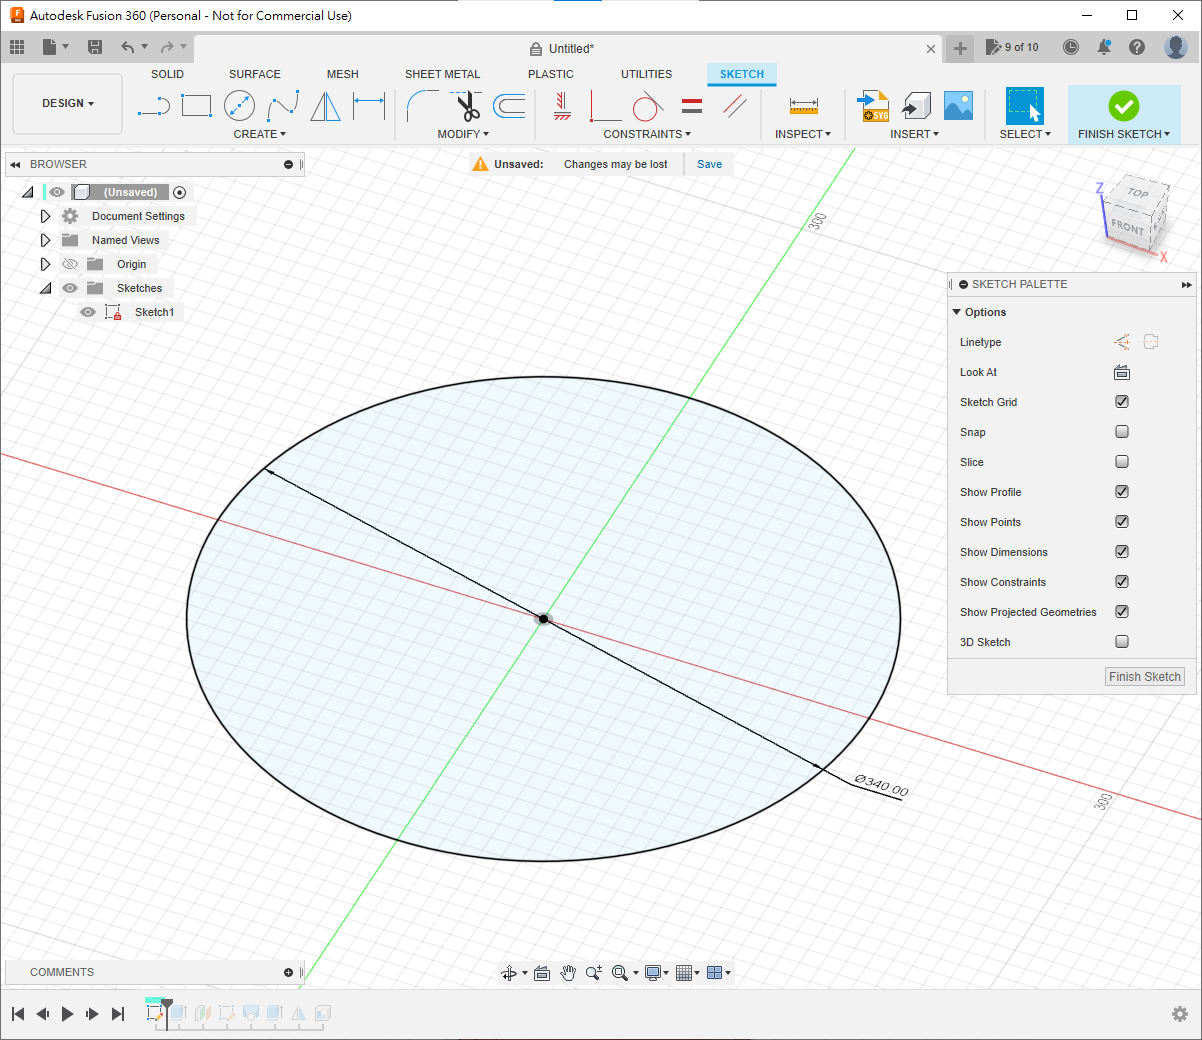 Autodesk Fusion 360 (Personal - Not for Commercial Use)
Untitled*
9 of 10
SOLID SURFACE MESH SHEET METAL PLASTIC UTILITIES SKETCH
DESIGN
SVG
CREATE MODIFY CONSTRAINTS INSPECT INSERT SELECT FINISH SKETCH
BROWSER
Unsaved: Changes may be lost Save
(Unsaved)
Document Settings
Named Views
Origin
Sketches
Sketch1
300
Z
TOP
FRONT
X
SKETCH PALETTE
Options
Linetype
Look At
Sketch Grid
Snap
Slice
Show Profile
Show Points
Show Dimensions
Show Constraints
Show Projected Geometries
3D Sketch
Finish Sketch
Ø340.00
300
COMMENTS